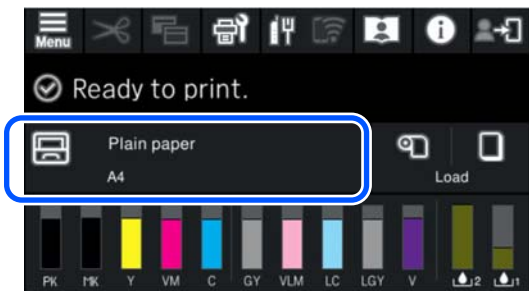 Menu
Ready to print.
Plain paper
A4
Load
PK MK Y VM C GY VLM LC LGY V 2 1